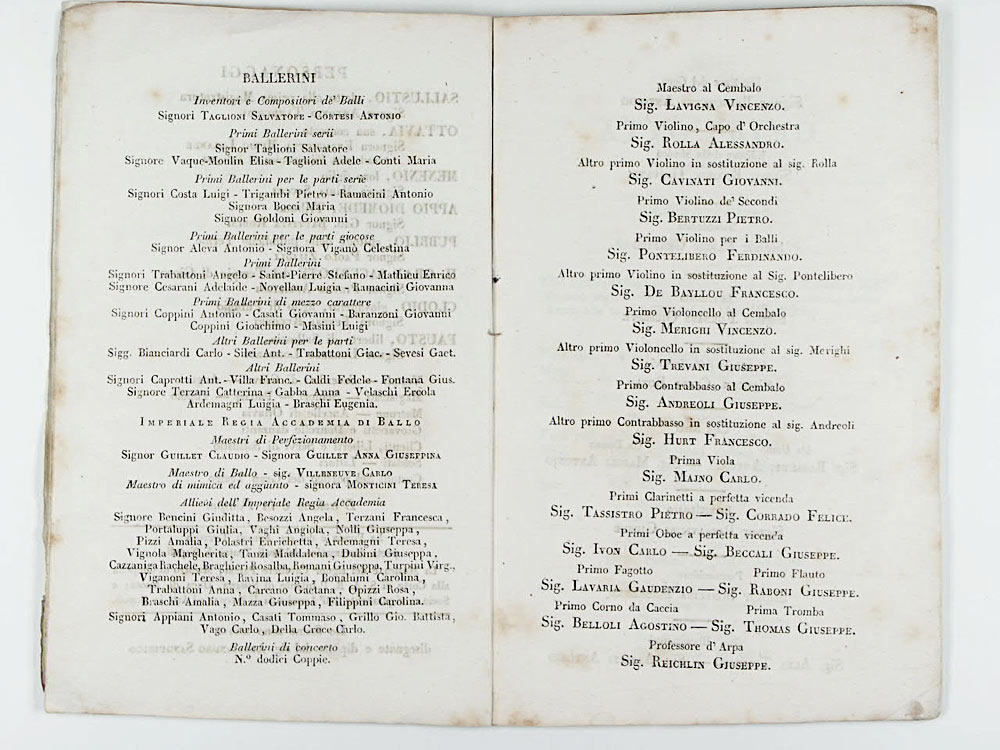 BALLERINI
Inventori e Compositori de' Balli
Signori TAGLIONI SALVATORE - CORTESI ANTONIO
Primi Ballerini serii
Signor Taglioni Salvatore
Signore Vaque-Moulin Elisa - Taglioni Adele - Conti Maria
Primi Ballerini per le parti serie
Signori Costa Luigi - Trigambi Pietro - Ramacini Antonio
Signora Bocci Maria
Signor Goldoni Giovanni
Primi Ballerini per le parti giocose
Signor Aleva Antonio - Signora Viganò Celestina
Primi Ballerini
Signori Trabattoni Angelo - Saint-Pierre Stefano - Mathieu Enrico
Signore Cesarani Adelaide - Novellau Luigia - Ramacini Giovanna
Primi Ballerini di mezzo carattere
Signori Coppini Antonio - Casati Giovanni - Baranzoni Giovanni
Coppini Gioachimo - Masini Luigi
Altri Ballerini per le parti
Sigg. Bianciardi Carlo - Silei Ant. - Trabattoni Giac. - Sevesi Gaet.
Altri Ballerini
Signori Caprotti Ant. - Villa Franc. - Caldi Fedele - Fontana Gius.
Signore Terzani Catterina - Gabba Anna - Velaschi Ercola
Ardemagni Luigia - Braschi Eugenia.
IMPERIALE REGIA ACCADEMIA DI BALLO
Maestri di Perfezionamento
Signor GUILLET CLAUDIO - Signora GUILLET ANNA GIUSEPPINA
Maestro di Ballo - sig. VILLENEUVE CARLO
Maestro di mimica ed aggiunto - signora MONTICINI TERESA
Allievi dell' Imperiale Regia Accademia
Signore Bencini Giuditta, Besozzi Angela, Terzani Francesca,
Portaluppi Giulia, Vaghi Angiola - Nolli Giuseppa,
Pizzi Amalia, Polastri Enrichetta, Ardemagni Teresa,
Vignola Margherita, Tanzi Maddalena, Dubini Giuseppa,
Cazzaniga Rachele, Braghieri Rosalba, Romani Giuseppa, Turpini Virg.,
Viganoni Teresa, Ravina Luigia, Bonalumi Carolina,
Trabattoni Anna, Carcano Gaetana, Opizzi Rosa,
Braschi Amalia, Mazza Giuseppa, Filippini Carolina.
Signori Appiani Antonio, Casati Tommaso, Grillo Gio. Battista,
Vago Carlo, Della Croce Carlo.
Ballerini di concerto
N.º dodici Coppie.
Maestro al Cembalo
Sig. LAVIGNA VINCENZO.
Primo Violino, Capo d' Orchestra
Sig. ROLLA ALESSANDRO.
Altro primo Violino in sostituzione al sig. Rolla
Sig. CAVINATI GIOVANNI.
Primo Violino de' Secondi
Sig. BERTUZZI PIETRO.
Primo Violino per i Balli
Sig. PONTELIBERO FERDINANDO.
Altro primo Violino in sostituzione al Sig. Pontelibero
Sig. DE BAYLLOU FRANCESCO.
Primo Violoncello al Cembalo
Sig. MERIGHI VINCENZO.
Altro primo Violoncello in sostituzione al sig. Merighi
Sig. TREVANI GIUSEPPE.
Primo Contrabbasso al Cembalo
Sig. ANDREOLI GIUSEPPE.
Altro primo Contrabbasso in sostituzione al sig. Andreoli
Sig. HURT FRANCESCO.
Prima Viola
Sig. MAINO CARLO.
Primi Clarinetti a perfetta vicenda
Sig. TASSISTRO PIETRO — Sig. CORRADO FELICE.
Primi Oboe a perfetta vicenda
Sig. IVON CARLO — Sig. BECCALI GIUSEPPE.
Primo Fagotto Primo Flauto
Sig. LAVARIA GAUDENZIO — Sig. RABONI GIUSEPPE.
Primo Corno da Caccia Prima Tromba
Sig. BELLOLI AGOSTINO — Sig. THOMAS GIUSEPPE.
Professore d' Arpa
Sig. REICHLIN GIUSEPPE.